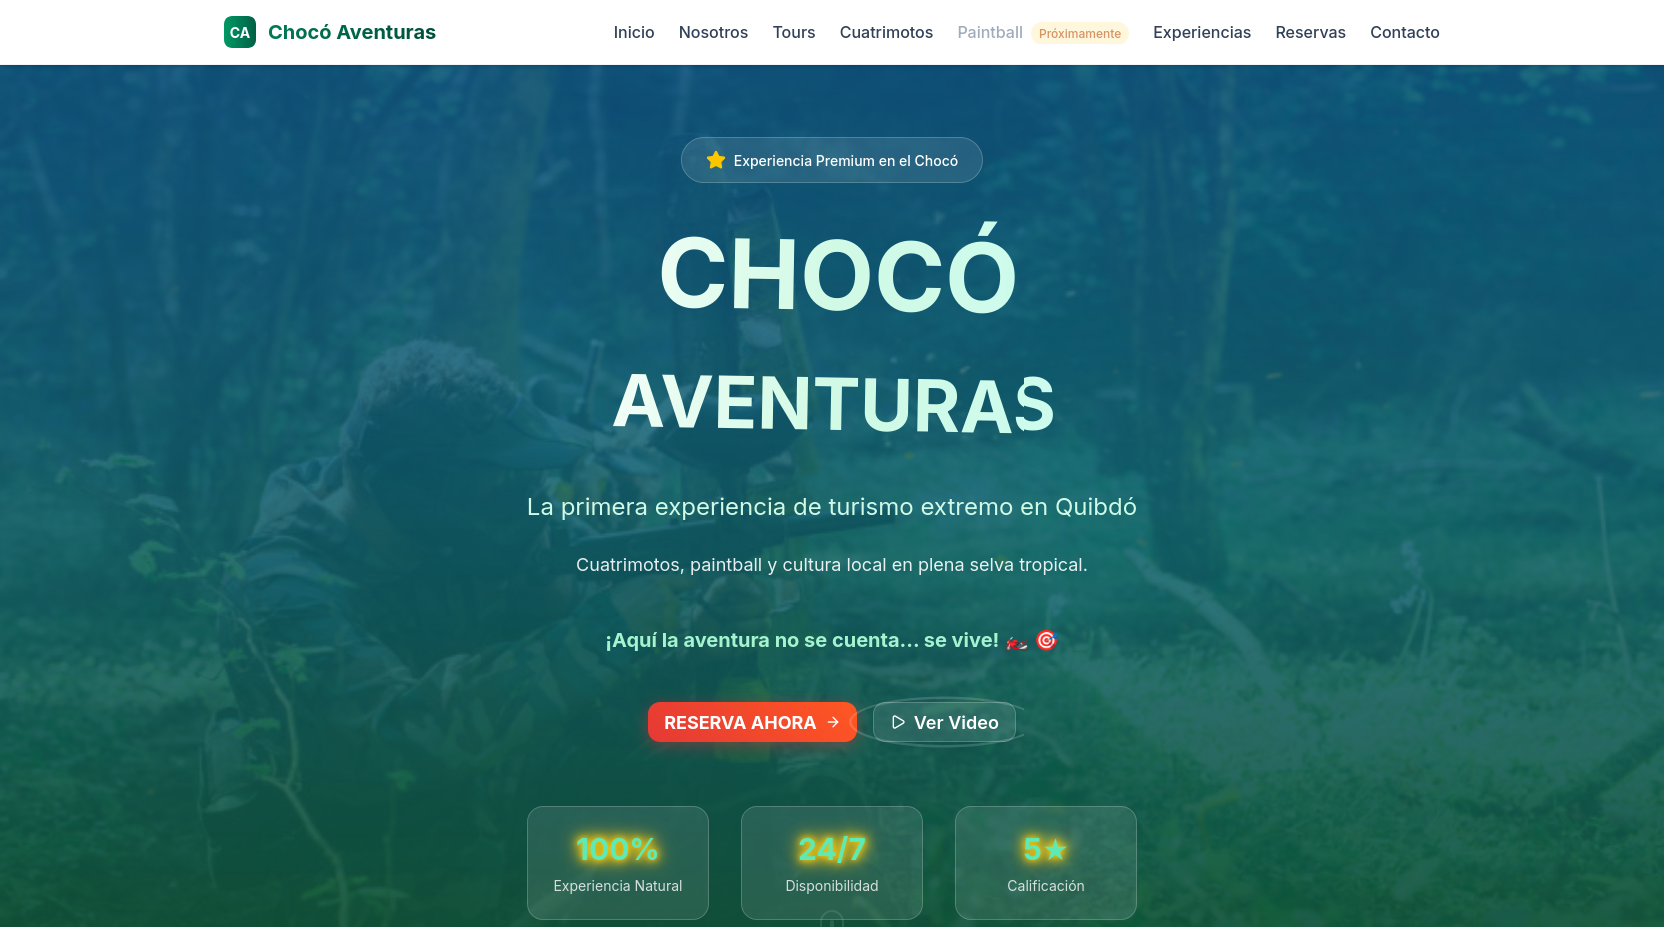 CA Chocó Aventuras Inicio Nosotros Tours Cuatrimotos Paintball Próximamente Experiencias Reservas Contacto
Experiencia Premium en el Chocó
CHOCÓ
AVENTURAS
La primera experiencia de turismo extremo en Quibdó
Cuatrimotos, paintball y cultura local en plena selva tropical.
¡Aquí la aventura no se cuenta... se vive! 🏍️ 🎯
RESERVA AHORA → Ver Video
100% 24/7 5★
Experiencia Natural Disponibilidad Calificación